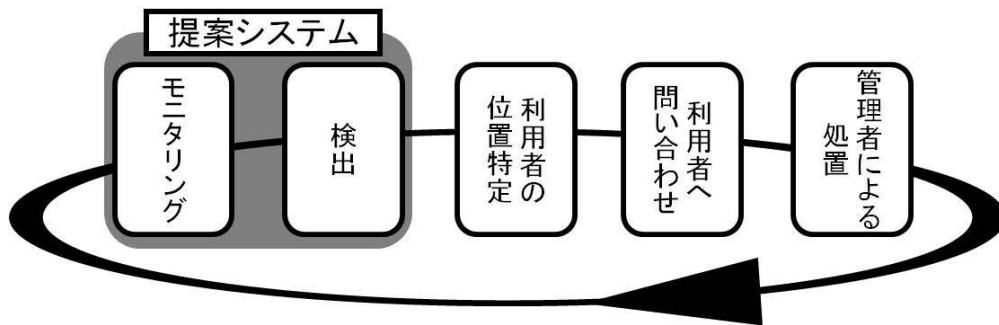 提案システム
モニタリング
検出
利用者の
位置特定
利用者へ
問い合わせ
管理者による
処置